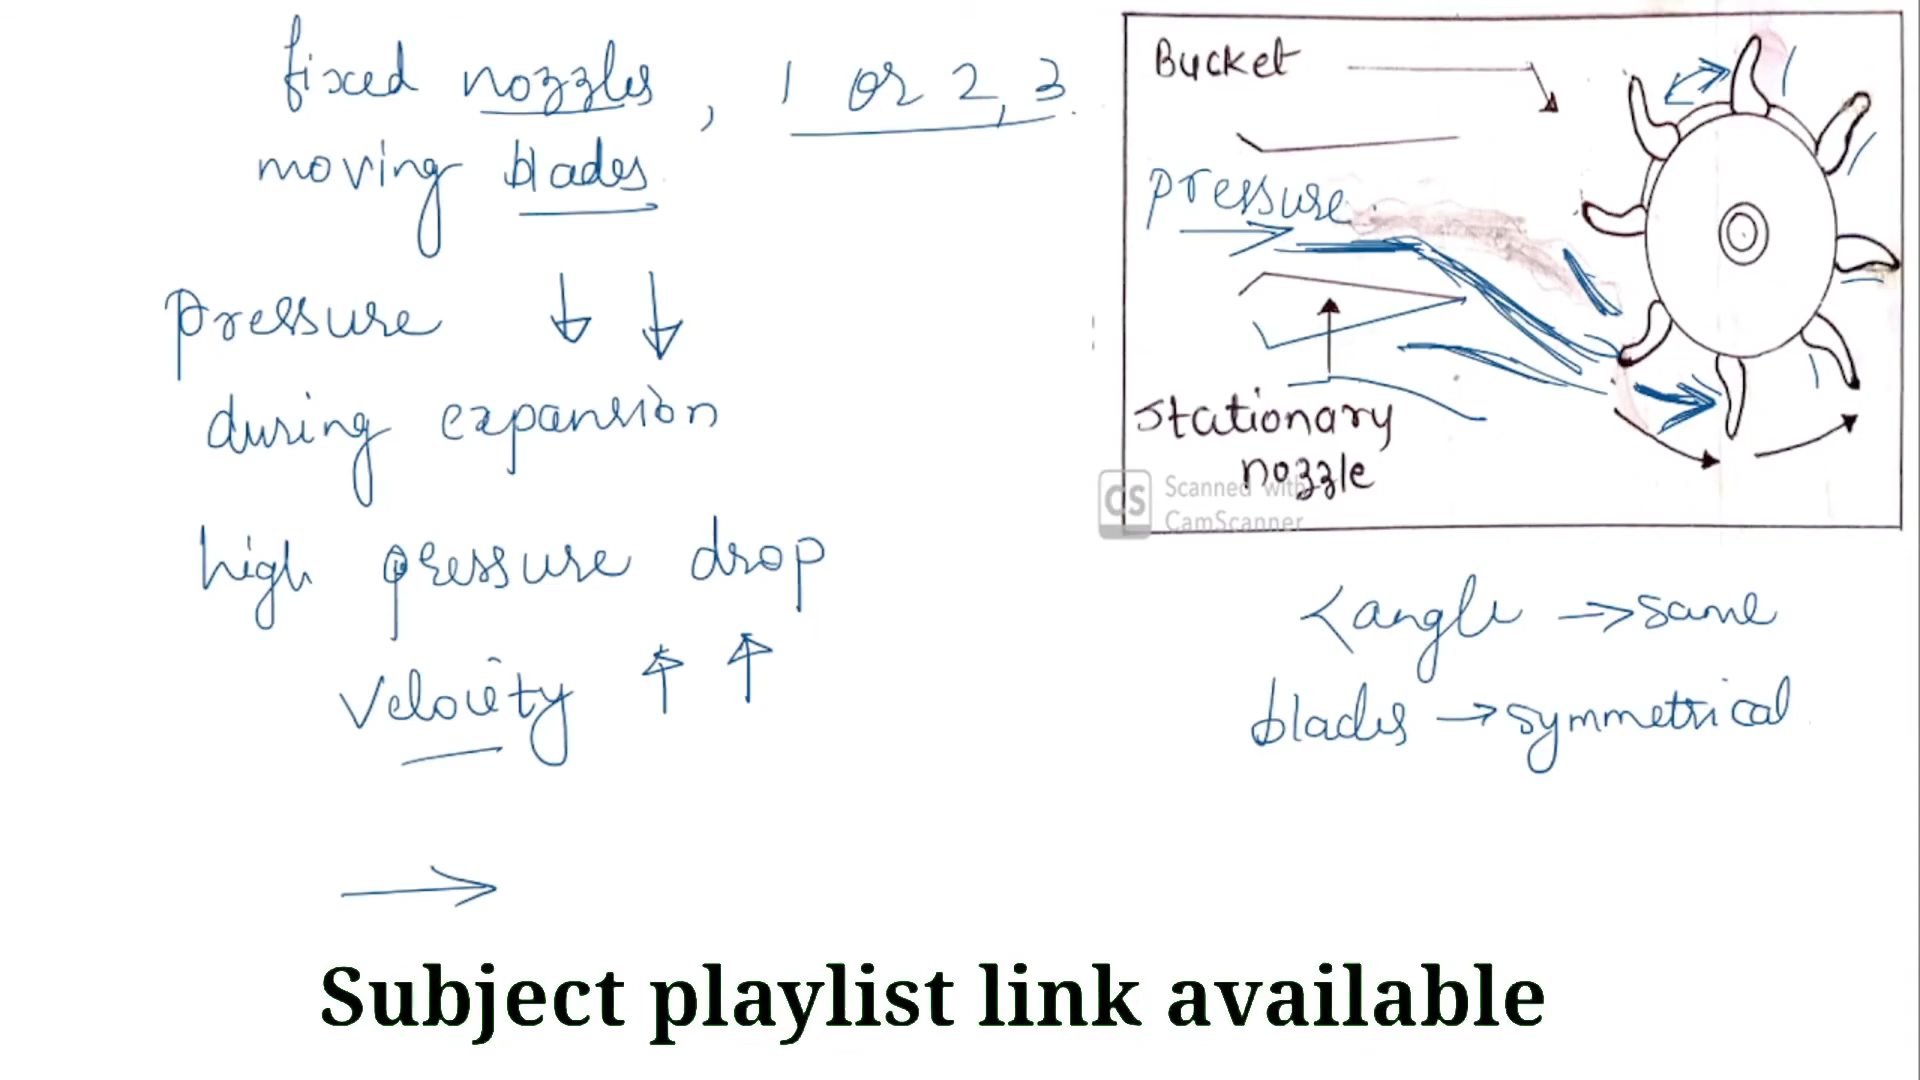 fixed nozzles, 1 or 2, 3
moving blades
pressure ↓ ↓
during expansion
high pressure drop
velocity ↑ ↑
→
Bucket
pressure
stationary
nozzle
CS Scanned with
CamScanner
<angle → same
blades → symmetrical
Subject playlist link available